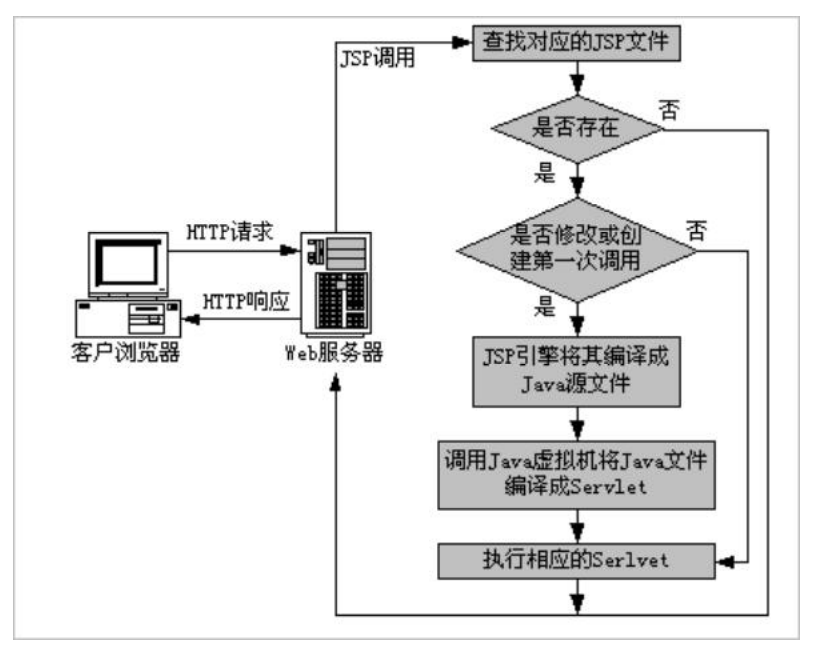 JSP调用
查找对应的JSP文件
是否存在
否
是
是否修改或创
建第一次调用
否
是
HTTP请求
HTTP响应
客户浏览器
Web服务器
JSP引擎将其编译成
Java源文件
调用Java虚拟机将Java文件
编译成Servlet
执行相应的Serlvet